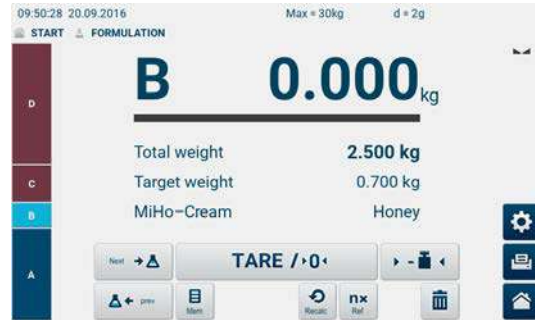 09:50:28 20.09.2016 Max = 30kg d = 2g
START FORMULATION
B 0.000 kg
D
Total weight 2.500 kg
C
Target weight 0.700 kg
B
MiHo-Cream Honey
Next TARE / 0
A
prev Mem Recalc nx Ref